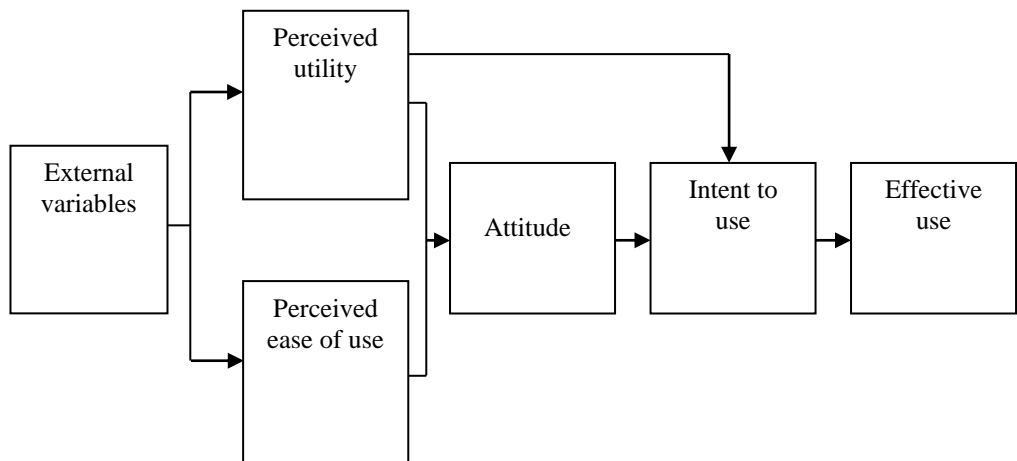 Perceived
utility
External
variables
Attitude
Intent to
use
Effective
use
Perceived
ease of use